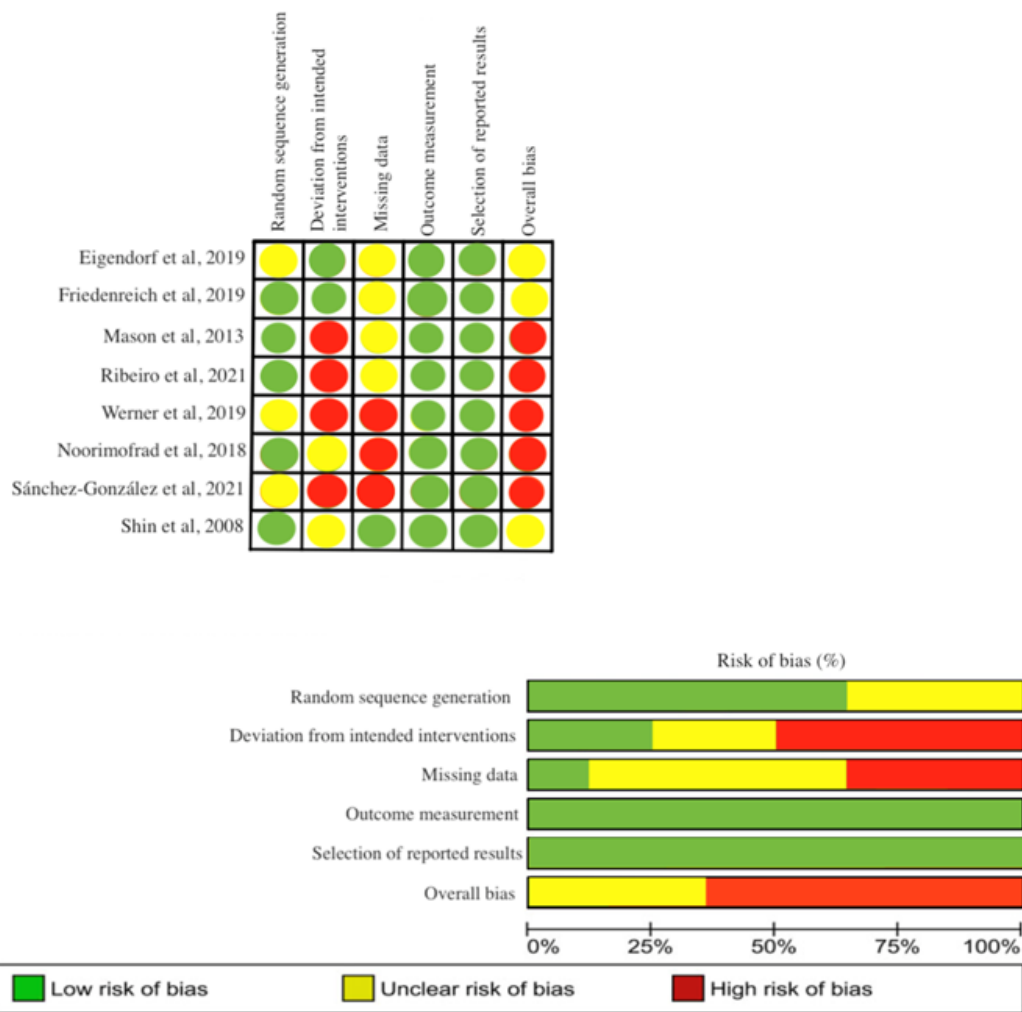 Random sequence generation
Deviation from intended
interventions
Missing data
Outcome measurement
Selection of reported results
Overall bias
Eigendorf et al, 2019
Friedenreich et al, 2019
Mason et al, 2013
Ribeiro et al, 2021
Werner et al, 2019
Noorimofrad et al, 2018
Sánchez-González et al, 2021
Shin et al, 2008
Risk of bias (%)
Random sequence generation
Deviation from intended interventions
Missing data
Outcome measurement
Selection of reported results
Overall bias
0% 25% 50% 75% 100%
Low risk of bias Unclear risk of bias High risk of bias